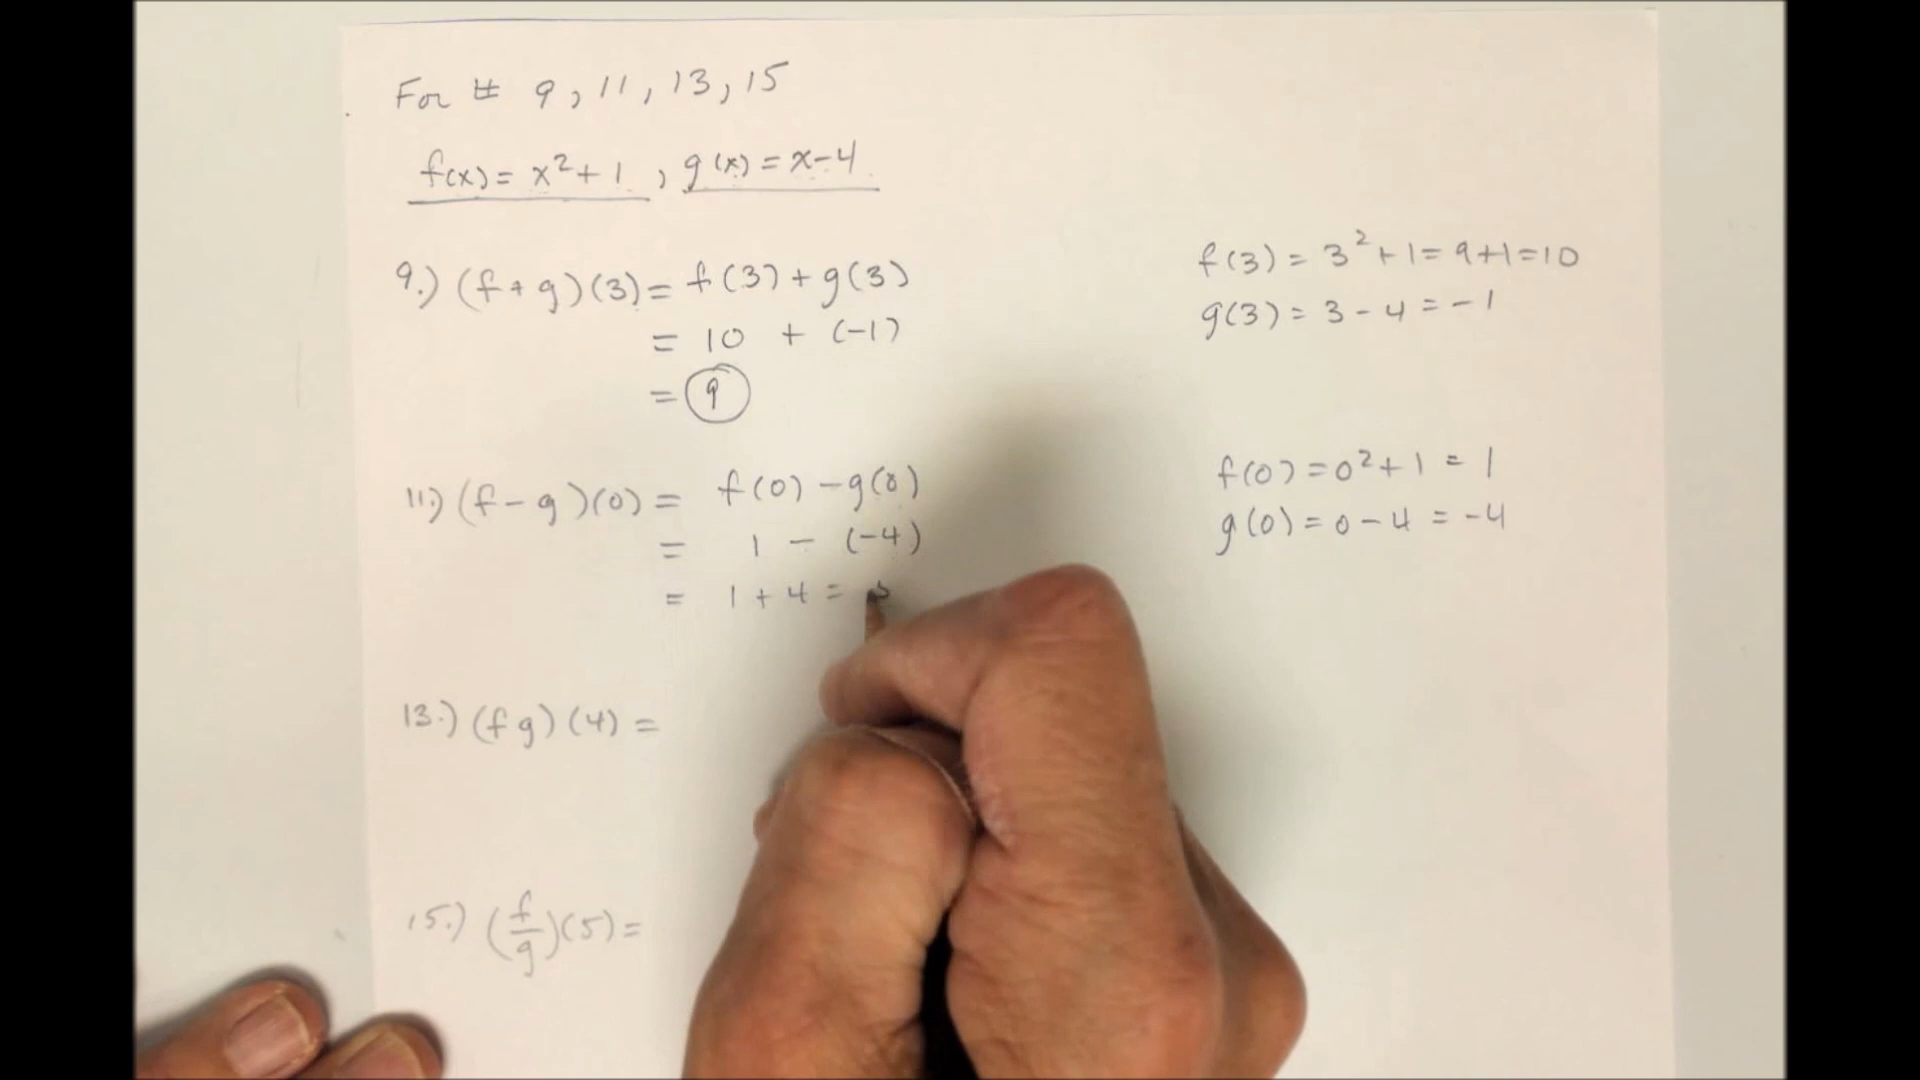 For # 9, 11, 13, 15
f(x) = x² + 1, g(x) = x - 4
9.) (f + g)(3) = f(3) + g(3)
= 10 + (-1)
= 9
f(3) = 3² + 1 = 9 + 1 = 10
g(3) = 3 - 4 = -1
11.) (f - g)(0) = f(0) - g(0)
= 1 - (-4)
= 1 + 4 =
f(0) = 0² + 1 = 1
g(0) = 0 - 4 = -4
13.) (fg)(4) =
15.) (f/g)(5) =